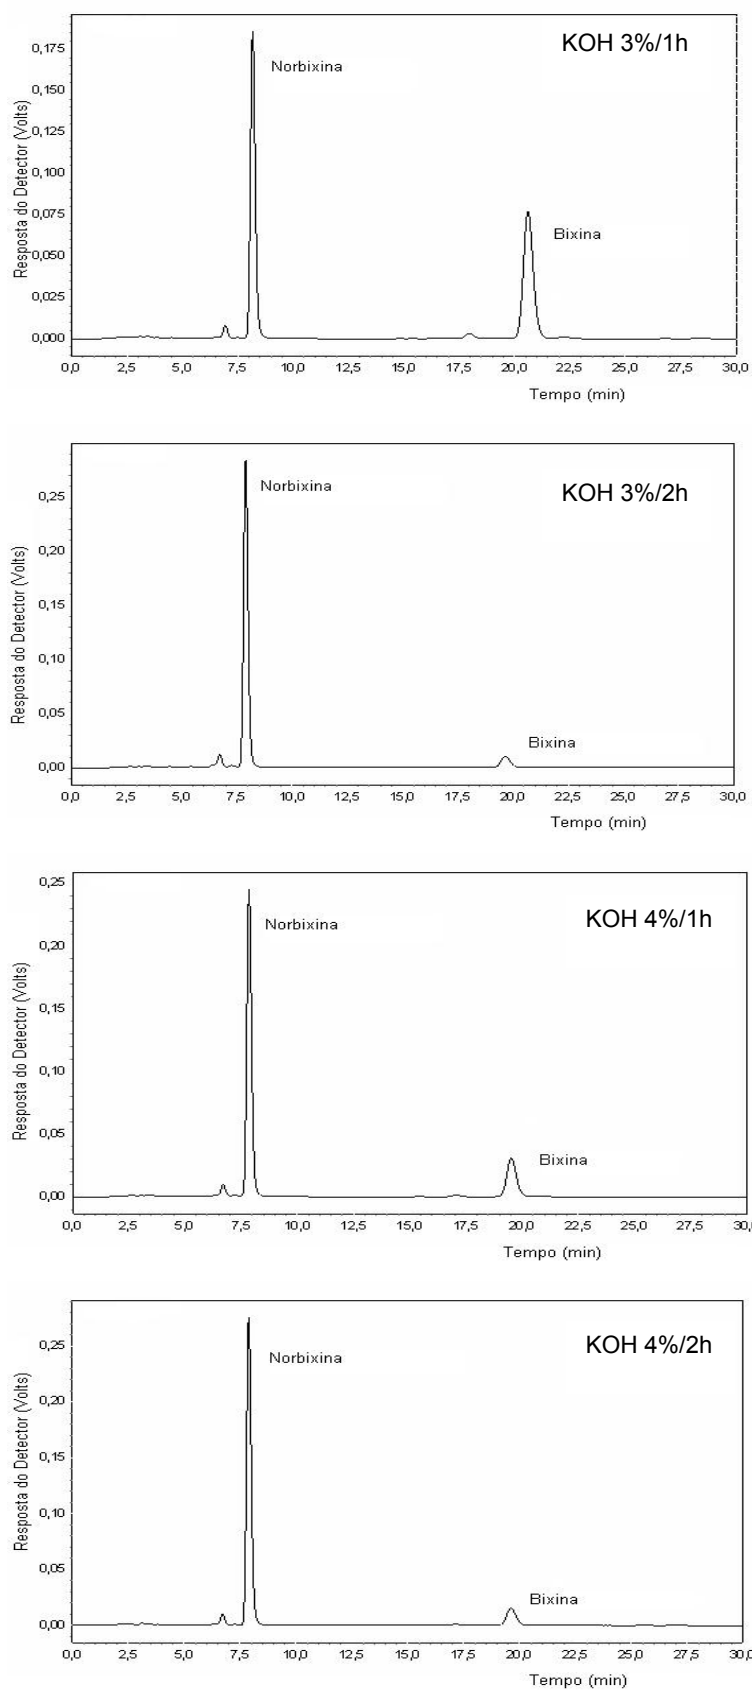 KOH 3%/1h
Norbixina
Bixina
Resposta do Detector (Volts)
0,175
0,150
0,125
0,100
0,075
0,050
0,025
0,000
0,0 2,5 5,0 7,5 10,0 12,5 15,0 17,5 20,0 22,5 25,0 27,5 30,0
Tempo (min)
KOH 3%/2h
Norbixina
Bixina
Resposta do Detector (Volts)
0,25
0,20
0,15
0,10
0,05
0,00
0,0 2,5 5,0 7,5 10,0 12,5 15,0 17,5 20,0 22,5 25,0 27,5 30,0
Tempo (min)
KOH 4%/1h
Norbixina
Bixina
Resposta do Detector (Volts)
0,25
0,20
0,15
0,10
0,05
0,00
0,0 2,5 5,0 7,5 10,0 12,5 15,0 17,5 20,0 22,5 25,0 27,5 30,
Tempo (min)
KOH 4%/2h
Norbixina
Bixina
Resposta do Detector (Volts)
0,25
0,20
0,15
0,10
0,05
0,00
0,0 2,5 5,0 7,5 10,0 12,5 15,0 17,5 20,0 22,5 25,0 27,5 30,0
Tempo (min)